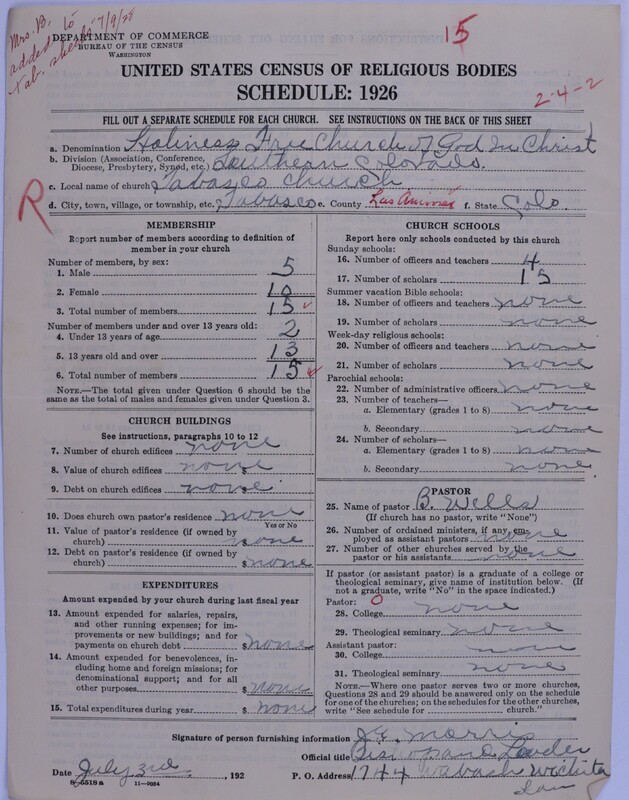 Mrs. B.
added to
tab. sheets 7/9/28
15
DEPARTMENT OF COMMERCE
BUREAU OF THE CENSUS
WASHINGTON
UNITED STATES CENSUS OF RELIGIOUS BODIES
SCHEDULE: 1926
2-4-2
FILL OUT A SEPARATE SCHEDULE FOR EACH CHURCH. SEE INSTRUCTIONS ON THE BACK OF THIS SHEET
a. Denomination Holiness Free Church of God In Christ
b. Division (Association, Conference, Diocese, Presbytery, Synod, etc.) Southern Colorado.
c. Local name of church Tabasco Church
R
d. City, town, village, or township, etc. Tabasco e. County Las Animas f. State Colo.
MEMBERSHIP
Report number of members according to definition of
member in your church
Number of members, by sex:
1. Male 5
2. Female 10
3. Total number of members 15 ✓
Number of members under and over 13 years old:
4. Under 13 years of age 2
5. 13 years old and over 13
6. Total number of members 15 ✓
NOTE.—The total given under Question 6 should be
same as the total of males and females given under Question 3.
CHURCH BUILDINGS
See instructions, paragraphs 10 to 12
7. Number of church edifices none
8. Value of church edifices none
9. Debt on church edifices none
10. Does church own pastor's residence none
Yes or No
11. Value of pastor's residence (if owned by
church) none
12. Debt on pastor's residence (if owned by
church) $ none
EXPENDITURES
Amount expended by your church during last fiscal year
13. Amount expended for salaries, repairs,
and other running expenses; for im-
provements or new buildings; and for
payments on church debt $ none
14. Amount expended for benevolences, in-
cluding home and foreign missions; for
denominational support; and for all
other purposes $ none
15. Total expenditures during year $ none
CHURCH SCHOOLS
Report here only schools conducted by this church
Sunday schools:
16. Number of officers and teachers 4
17. Number of scholars 15
Summer vacation Bible schools:
18. Number of officers and teachers none
19. Number of scholars none
Week-day religious schools:
20. Number of officers and teachers none
21. Number of scholars none
Parochial schools:
22. Number of administrative officers none
23. Number of teachers—
a. Elementary (grades 1 to 8) none
b. Secondary none
24. Number of scholars—
a. Elementary (grades 1 to 8) none
b. Secondary none
PASTOR
25. Name of pastor B. Wells
(If church has no pastor, write "None")
26. Number of ordained ministers, if any, em-
ployed as assistant pastors none
27. Number of other churches served by the
pastor or his assistants none
If pastor (or assistant pastor) is a graduate of a college or
theological seminary, give name of institution below. (If
not a graduate, write "No" in the space indicated.)
Pastor: 0
28. College none
29. Theological seminary none
Assistant pastor:
30. College none
31. Theological seminary none
NOTE.—Where one pastor serves two or more churches,
Questions 28 and 29 should be answered only on the schedule
for one of the churches; on the schedules for the other churches,
write "See schedule for church."
Signature of person furnishing information J. E. Morris
Official title Bishop and Leader
Date July 3rd, 192 P. O. Address 1744 Wabash Wichita
8-5518a 11-9034